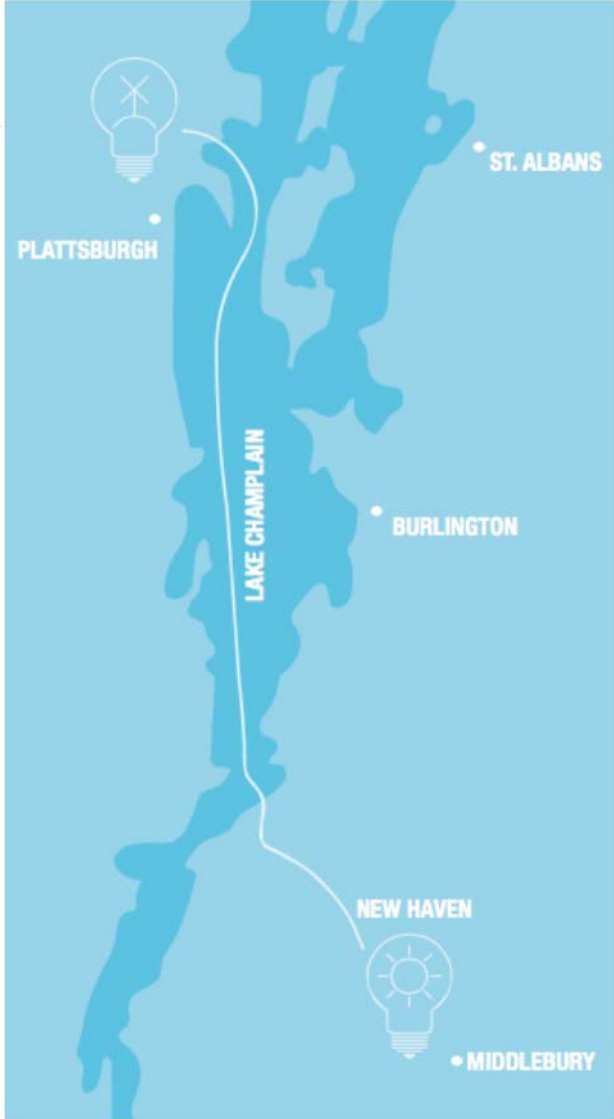 ST. ALBANS
PLATTSBURGH
LAKE CHAMPLAIN
BURLINGTON
NEW HAVEN
MIDDLEBURY